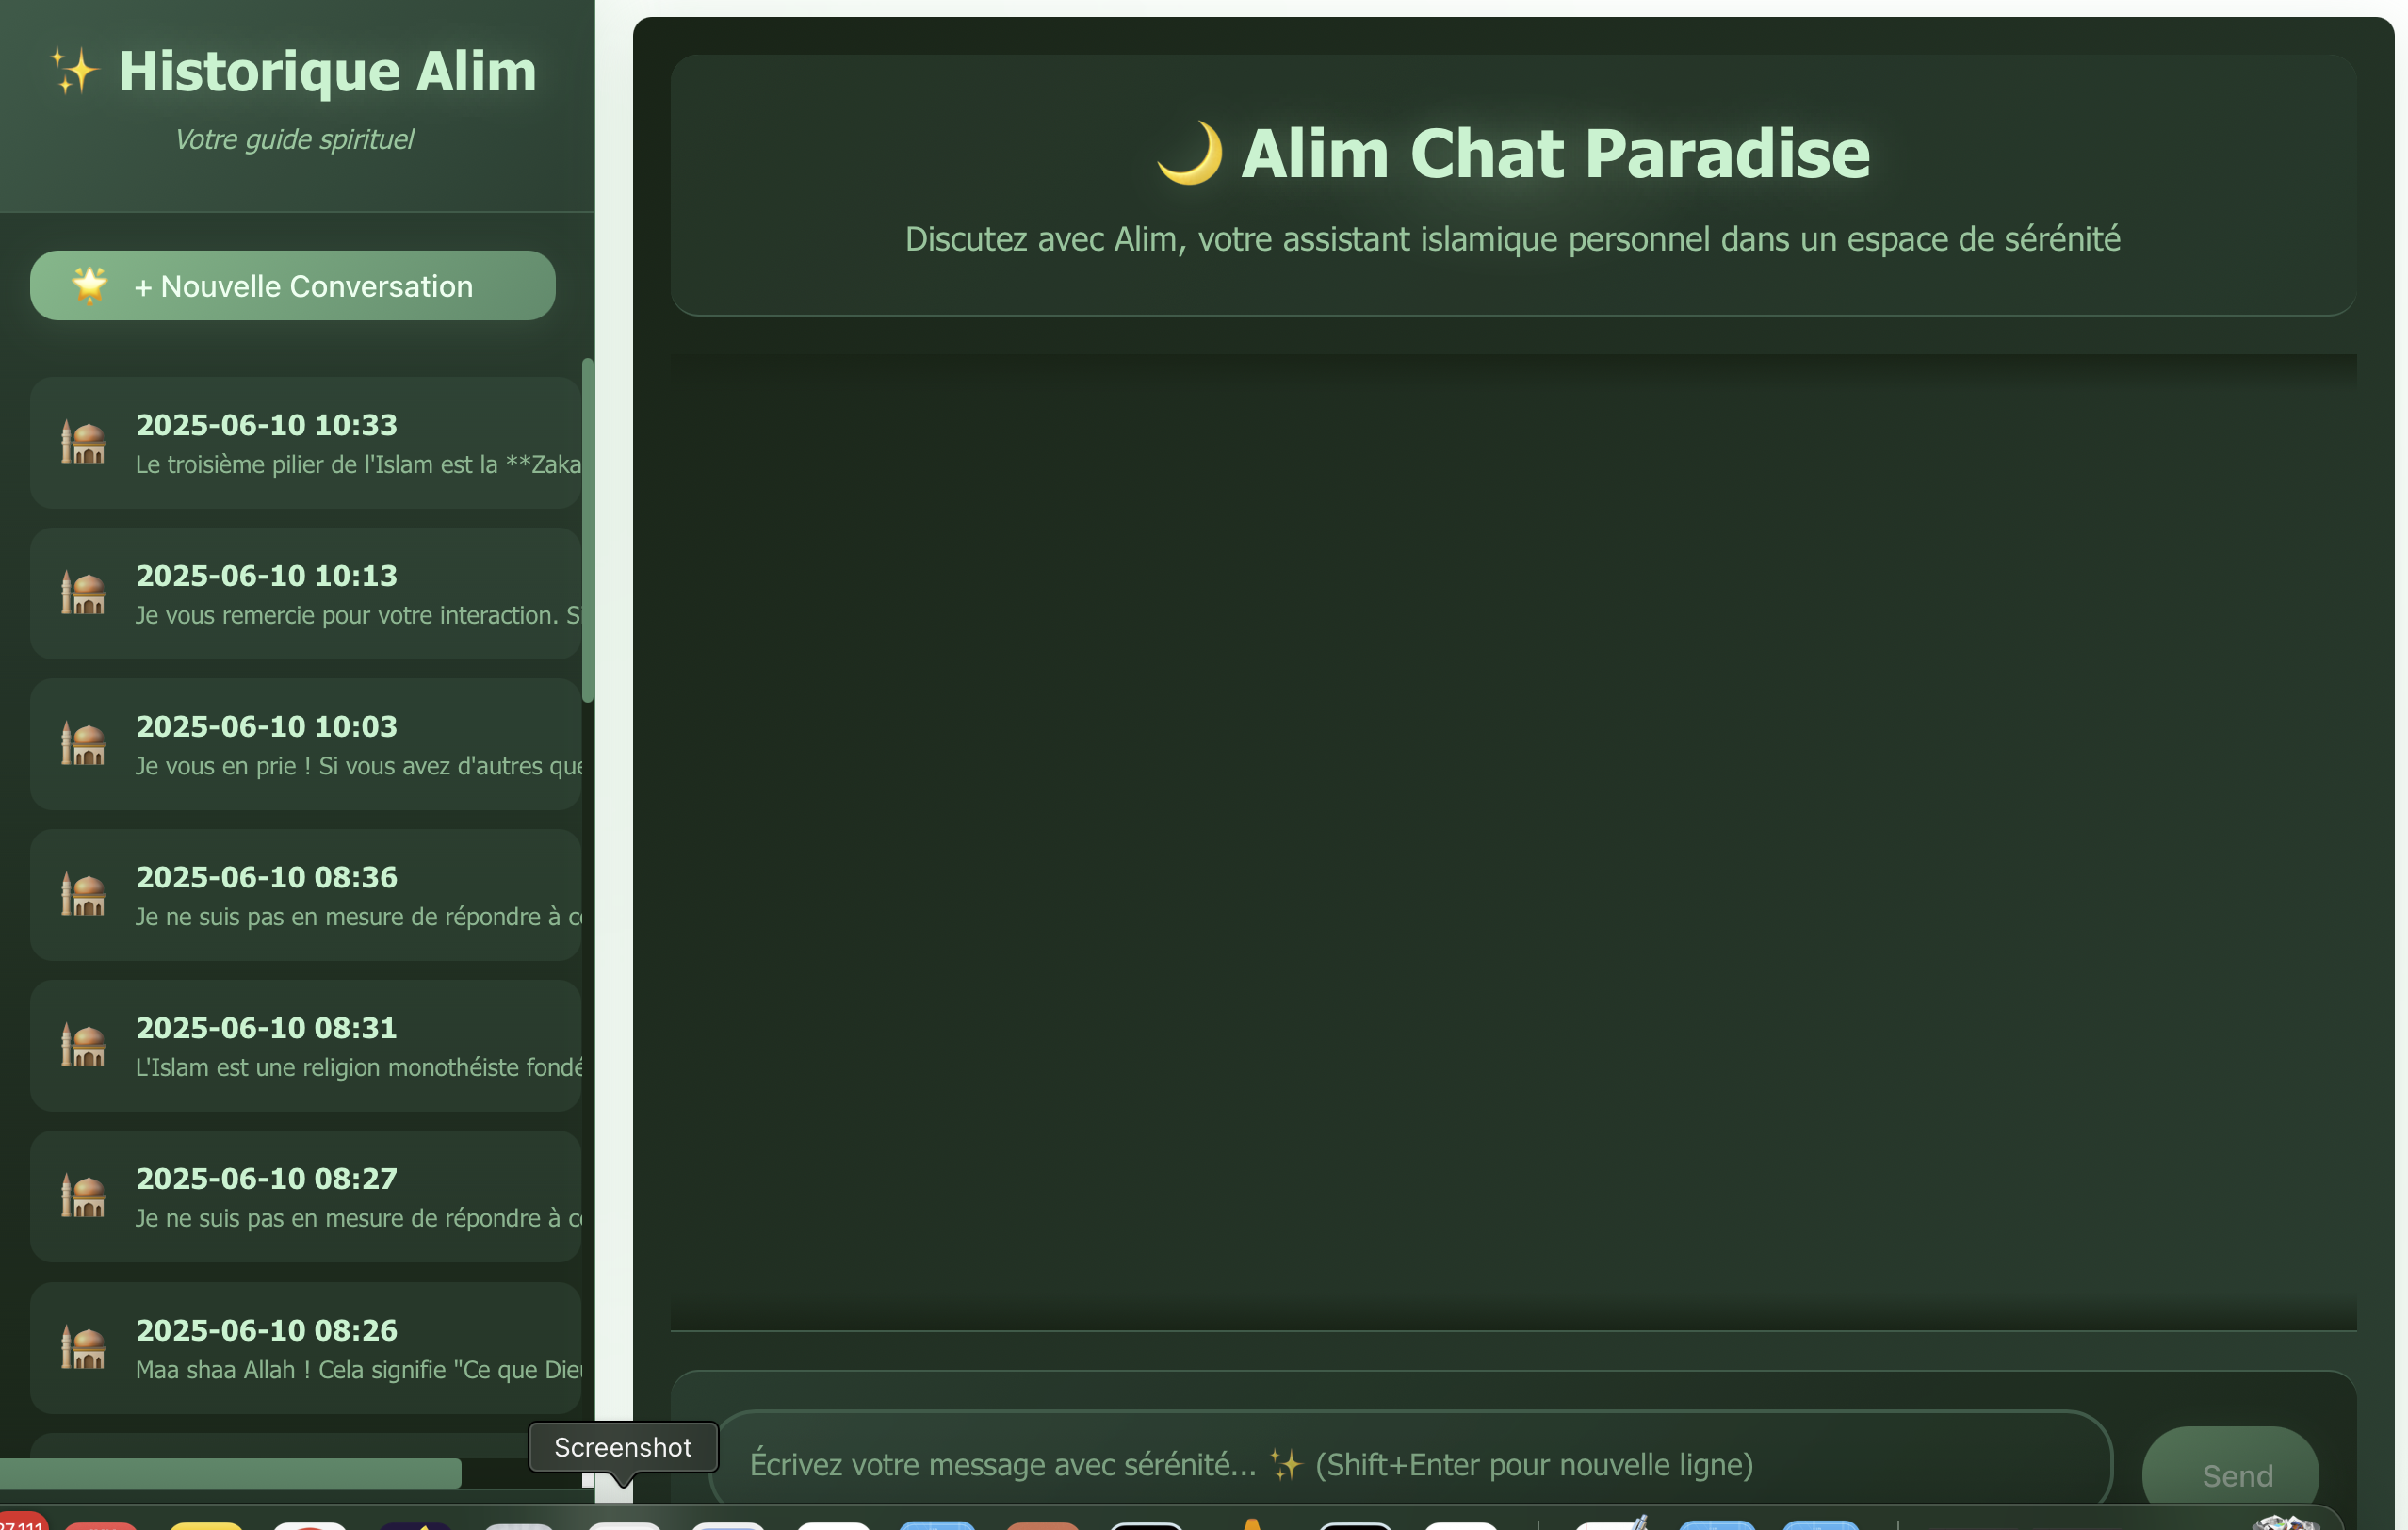 ✨ Historique Alim
Votre guide spirituel
🌟 + Nouvelle Conversation
2025-06-10 10:33
Le troisième pilier de l'Islam est la **Zaka
2025-06-10 10:13
Je vous remercie pour votre interaction. Si
2025-06-10 10:03
Je vous en prie ! Si vous avez d'autres que
2025-06-10 08:36
Je ne suis pas en mesure de répondre à ce
2025-06-10 08:31
L'Islam est une religion monothéiste fondé
2025-06-10 08:27
Je ne suis pas en mesure de répondre à ce
2025-06-10 08:26
Maa shaa Allah ! Cela signifie "Ce que Dieu
🌙 Alim Chat Paradise
Discutez avec Alim, votre assistant islamique personnel dans un espace de sérénité
Écrivez votre message avec sérénité... ✨ (Shift+Enter pour nouvelle ligne)
Send
Screenshot